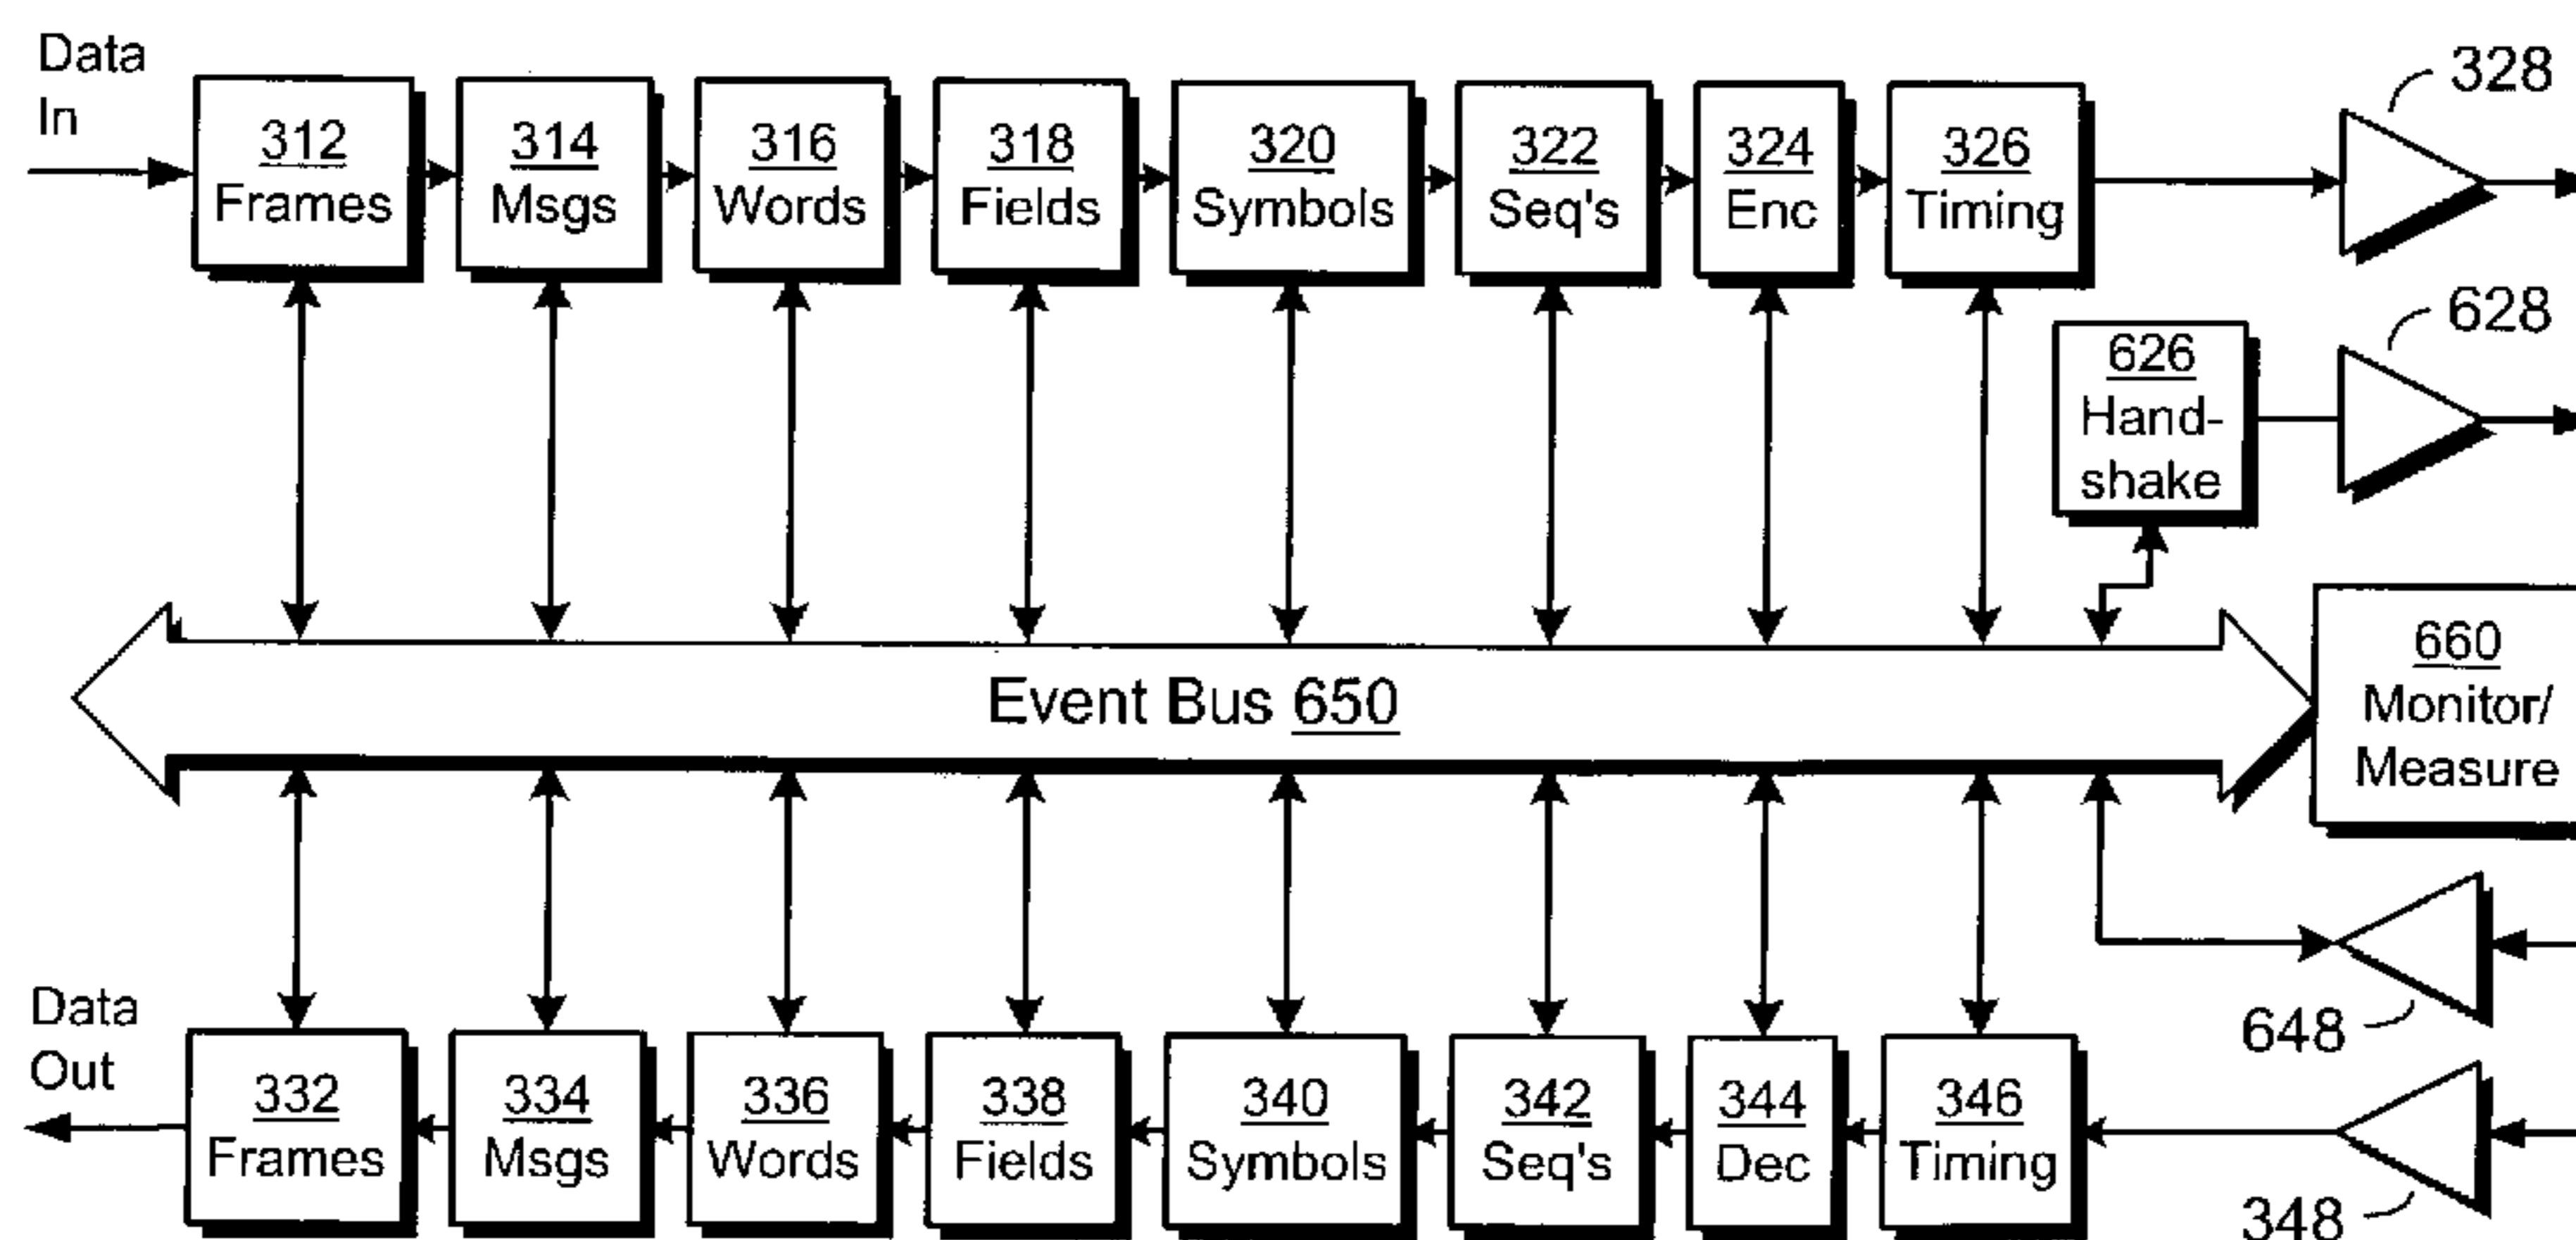 Data
In
312
Frames
314
Msgs
316
Words
318
Fields
320
Symbols
322
Seq's
324
Enc
326
Timing
328
626
Hand-
shake
628
Event Bus 650
660
Monitor/
Measure
648
Data
Out
332
Frames
334
Msgs
336
Words
338
Fields
340
Symbols
342
Seq's
344
Dec
346
Timing
348